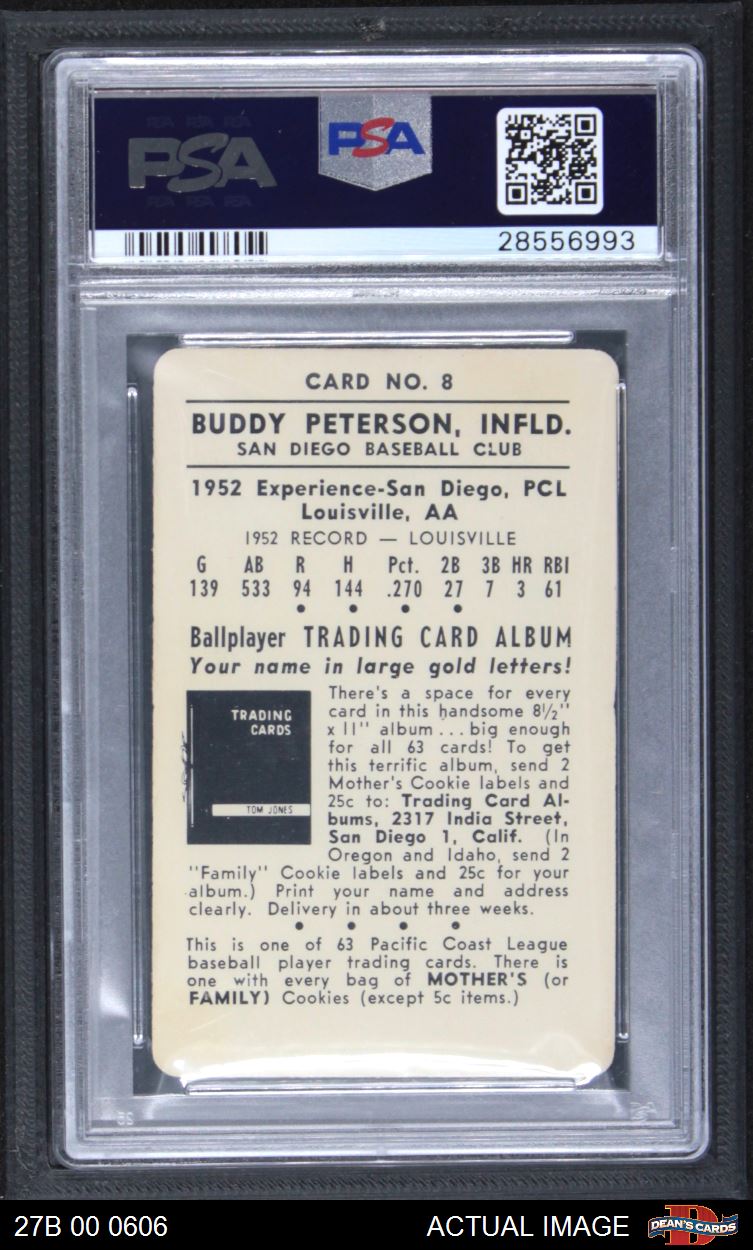 PSA PSA PSA
PSA
PSA
PSA PSA PSA
28556993
CARD NO. 8
BUDDY PETERSON, INFLD.
SAN DIEGO BASEBALL CLUB
1952 Experience-San Diego, PCL
Louisville, AA
1952 RECORD — LOUISVILLE
G AB R H Pct. 2B 3B HR RBI
139 533 94 144 .270 27 7 3 61
• • • •
Ballplayer TRADING CARD ALBUM
Your name in large gold letters!
TRADING
CARDS
TOM JONES
There's a space for every
card in this handsome 8½"
x 11" album ... big enough
for all 63 cards! To get
this terrific album, send 2
Mother's Cookie labels and
25c to: Trading Card Al-
bums, 2317 India Street,
San Diego 1, Calif. (In
Oregon and Idaho, send 2
"Family" Cookie labels and 25c for your
album.) Print your name and address
clearly. Delivery in about three weeks.
• • • •
This is one of 63 Pacific Coast League
baseball player trading cards. There is
one with every bag of MOTHER'S (or
FAMILY) Cookies (except 5c items.)
27B 00 0606
ACTUAL IMAGE
DEAN'S CARDS